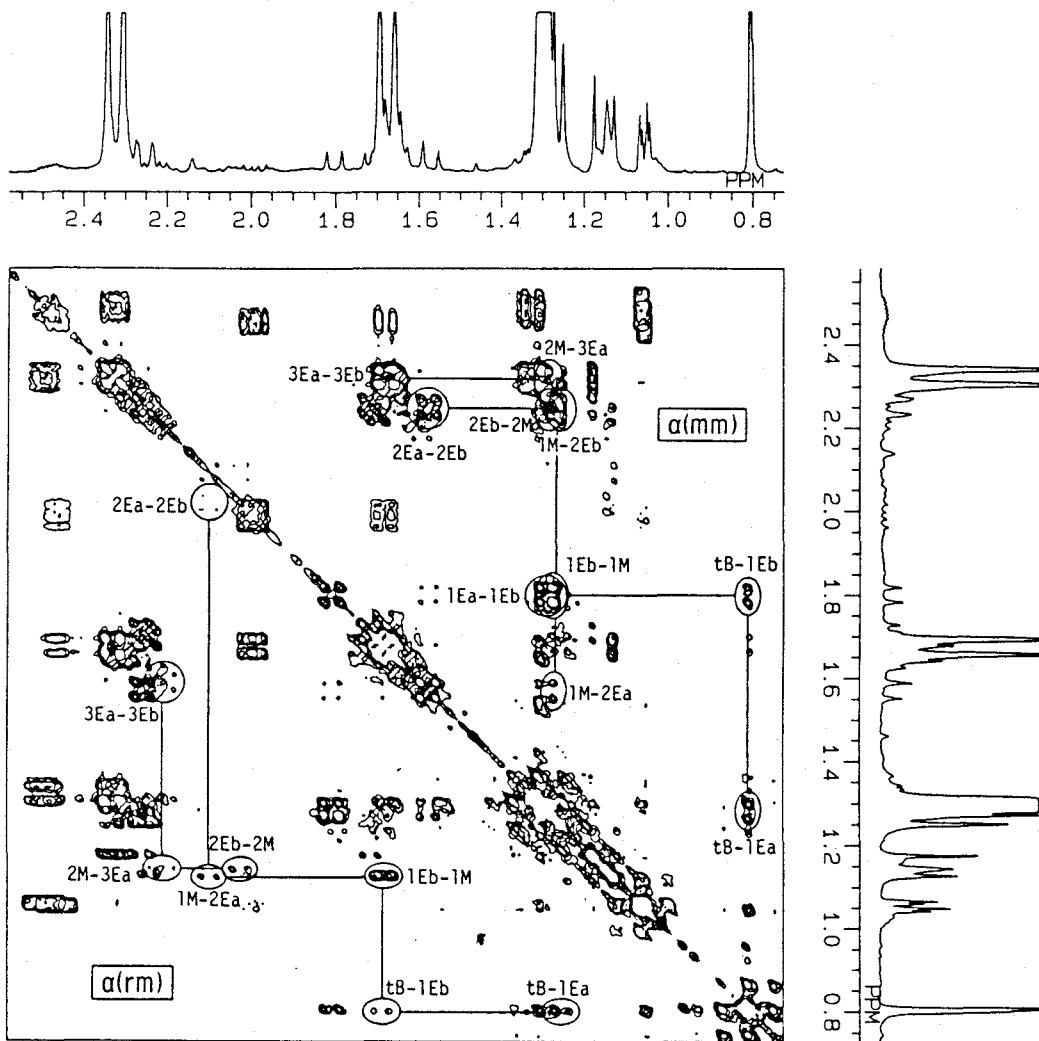 PPM
2.4 2.2 2.0 1.8 1.6 1.4 1.2 1.0 0.8
2M-3Ea
3Ea-3Eb
2Eb-2M
α(mm)
2Ea-2Eb
1M-2Eb
2Ea-2Eb
1Eb-1M
tB-1Eb
1Ea-1Eb
1M-2Ea
3Ea-3Eb
2Eb-2M
tB-1Ea
2M-3Ea
1M-2Ea
1Eb-1M
α(rm)
tB-1Eb
tB-1Ea
2.4
2.2
2.0
1.8
1.6
1.4
1.2
1.0
0.8
PPM